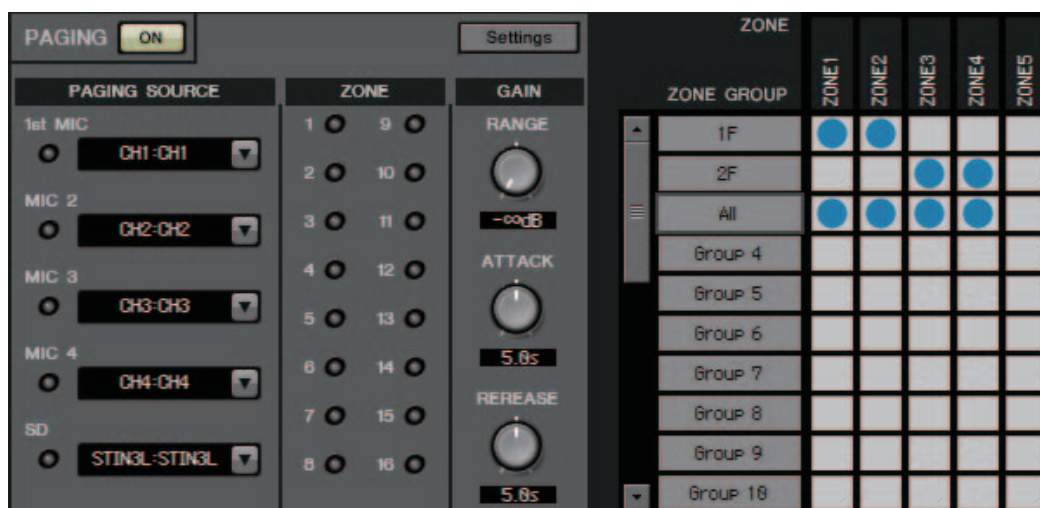 PAGING ON Settings
PAGING SOURCE ZONE GAIN
1st MIC
CH1:CH1
MIC 2
CH2:CH2
MIC 3
CH3:CH3
MIC 4
CH4:CH4
SD
STIN3L:STIN3L
1 9
2 10
3 11
4 12
5 13
6 14
7 15
8 16
RANGE
-∞dB
ATTACK
5.0s
REREASE
5.0s
ZONE
ZONE GROUP
ZONE1
ZONE2
ZONE3
ZONE4
ZONE5
1F
2F
All
Group 4
Group 5
Group 6
Group 7
Group 8
Group 9
Group 10